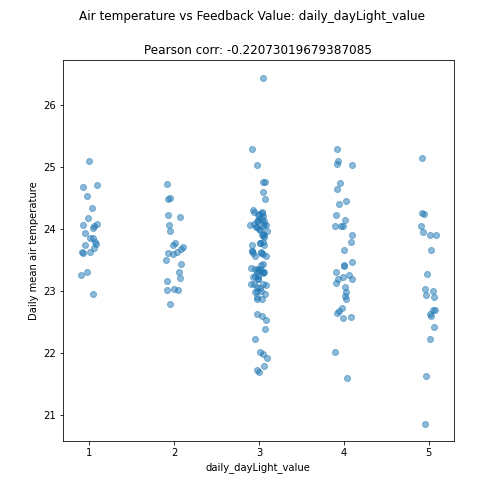 Air temperature vs Feedback Value: daily_dayLight_value
Pearson corr: -0.22073019679387085
26
25
24
23
22
21
Daily mean air temperature
1 2 3 4 5
daily_dayLight_value